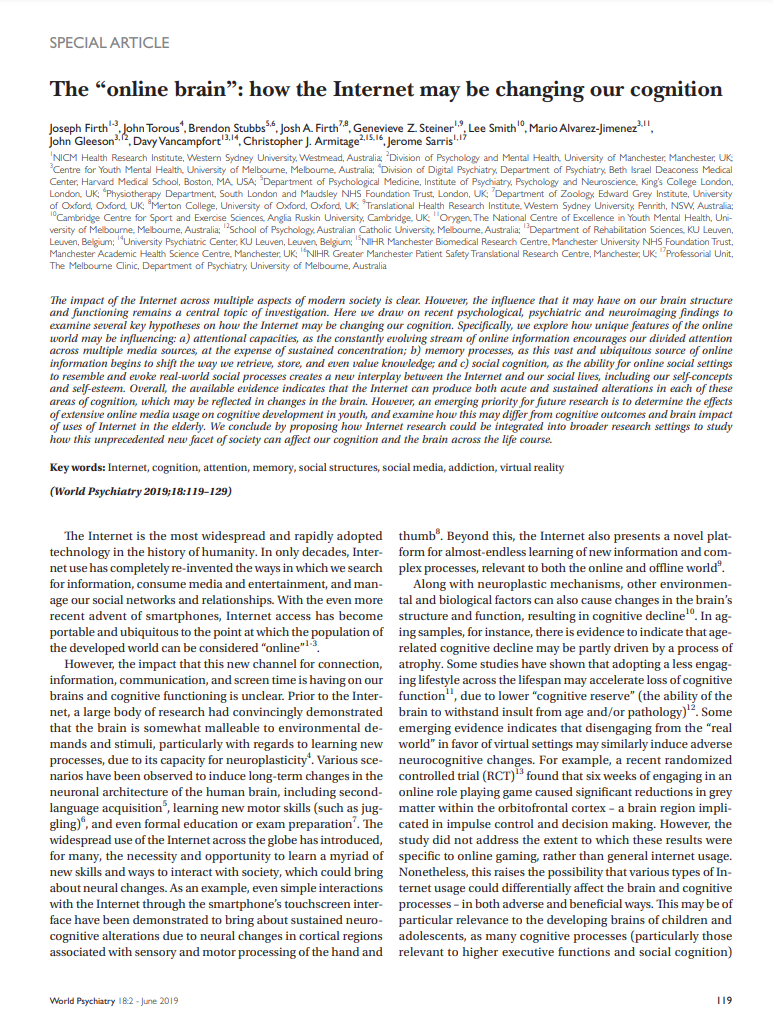 SPECIAL ARTICLE
The “online brain”: how the Internet may be changing our cognition
Joseph Firth1-3, John Torous4, Brendon Stubbs5,6, Josh A. Firth7,8, Genevieve Z. Steiner1,9, Lee Smith10, Mario Alvarez-Jimenez3,11,
John Gleeson3,12, Davy Vancampfort13,14, Christopher J. Armitage2,15,16, Jerome Sarris1,17
1NICM Health Research Institute, Western Sydney University, Westmead, Australia; 2Division of Psychology and Mental Health, University of Manchester, Manchester, UK;
3Centre for Youth Mental Health, University of Melbourne, Melbourne, Australia; 4Division of Digital Psychiatry, Department of Psychiatry, Beth Israel Deaconess Medical
Center, Harvard Medical School, Boston, MA, USA; 5Department of Psychological Medicine, Institute of Psychiatry, Psychology and Neuroscience, King's College London,
London, UK; 6Physiotherapy Department, South London and Maudsley NHS Foundation Trust, London, UK; 7Department of Zoology, Edward Grey Institute, University
of Oxford, Oxford, UK; 8Merton College, University of Oxford, Oxford, UK; 9Translational Health Research Institute, Western Sydney University, Penrith, NSW, Australia;
10Cambridge Centre for Sport and Exercise Sciences, Anglia Ruskin University, Cambridge, UK; 11Orygen, The National Centre of Excellence in Youth Mental Health, Uni-
versity of Melbourne, Melbourne, Australia; 12School of Psychology, Australian Catholic University, Melbourne, Australia; 13Department of Rehabilitation Sciences, KU Leuven,
Leuven, Belgium; 14University Psychiatric Center, KU Leuven, Leuven, Belgium; 15NIHR Manchester Biomedical Research Centre, Manchester University NHS Foundation Trust,
Manchester Academic Health Science Centre, Manchester, UK; 16NIHR Greater Manchester Patient Safety Translational Research Centre, Manchester, UK; 17Professorial Unit,
The Melbourne Clinic, Department of Psychiatry, University of Melbourne, Australia
The impact of the Internet across multiple aspects of modern society is clear. However, the influence that it may have on our brain structure
and functioning remains a central topic of investigation. Here we draw on recent psychological, psychiatric and neuroimaging findings to
examine several key hypotheses on how the Internet may be changing our cognition. Specifically, we explore how unique features of the online
world may be influencing: a) attentional capacities, as the constantly evolving stream of online information encourages our divided attention
across multiple media sources, at the expense of sustained concentration; b) memory processes, as this vast and ubiquitous source of online
information begins to shift the way we retrieve, store, and even value knowledge; and c) social cognition, as the ability for online social settings
to resemble and evoke real-world social processes creates a new interplay between the Internet and our social lives, including our self-concepts
and self-esteem. Overall, the available evidence indicates that the Internet can produce both acute and sustained alterations in each of these
areas of cognition, which may be reflected in changes in the brain. However, an emerging priority for future research is to determine the effects
of extensive online media usage on cognitive development in youth, and examine how this may differ from cognitive outcomes and brain impact
of uses of Internet in the elderly. We conclude by proposing how Internet research could be integrated into broader research settings to study
how this unprecedented new facet of society can affect our cognition and the brain across the life course.
Key words: Internet, cognition, attention, memory, social structures, social media, addiction, virtual reality
(World Psychiatry 2019;18:119–129)
The Internet is the most widespread and rapidly adopted
technology in the history of humanity. In only decades, Inter-
net use has completely re-invented the ways in which we search
for information, consume media and entertainment, and man-
age our social networks and relationships. With the even more
recent advent of smartphones, Internet access has become
portable and ubiquitous to the point at which the population of
the developed world can be considered “online”1-3.
However, the impact that this new channel for connection,
information, communication, and screen time is having on our
brains and cognitive functioning is unclear. Prior to the Inter-
net, a large body of research had convincingly demonstrated
that the brain is somewhat malleable to environmental de-
mands and stimuli, particularly with regards to learning new
processes, due to its capacity for neuroplasticity4. Various sce-
narios have been observed to induce long-term changes in the
neuronal architecture of the human brain, including second-
language acquisition5, learning new motor skills (such as jug-
gling)6, and even formal education or exam preparation7. The
widespread use of the Internet across the globe has introduced,
for many, the necessity and opportunity to learn a myriad of
new skills and ways to interact with society, which could bring
about neural changes. As an example, even simple interactions
with the Internet through the smartphone's touchscreen inter-
face have been demonstrated to bring about sustained neuro-
cognitive alterations due to neural changes in cortical regions
associated with sensory and motor processing of the hand and
thumb8. Beyond this, the Internet also presents a novel plat-
form for almost-endless learning of new information and com-
plex processes, relevant to both the online and offline world9.
Along with neuroplastic mechanisms, other environmen-
tal and biological factors can also cause changes in the brain's
structure and function, resulting in cognitive decline10. In ag-
ing samples, for instance, there is evidence to indicate that age-
related cognitive decline may be partly driven by a process of
atrophy. Some studies have shown that adopting a less engag-
ing lifestyle across the lifespan may accelerate loss of cognitive
function11, due to lower “cognitive reserve” (the ability of the
brain to withstand insult from age and/or pathology)12. Some
emerging evidence indicates that disengaging from the “real
world” in favor of virtual settings may similarly induce adverse
neurocognitive changes. For example, a recent randomized
controlled trial (RCT)13 found that six weeks of engaging in an
online role playing game caused significant reductions in grey
matter within the orbitofrontal cortex – a brain region impli-
cated in impulse control and decision making. However, the
study did not address the extent to which these results were
specific to online gaming, rather than general internet usage.
Nonetheless, this raises the possibility that various types of In-
ternet usage could differentially affect the brain and cognitive
processes – in both adverse and beneficial ways. This may be of
particular relevance to the developing brains of children and
adolescents, as many cognitive processes (particularly those
relevant to higher executive functions and social cognition)
World Psychiatry 18:2 - June 2019
119